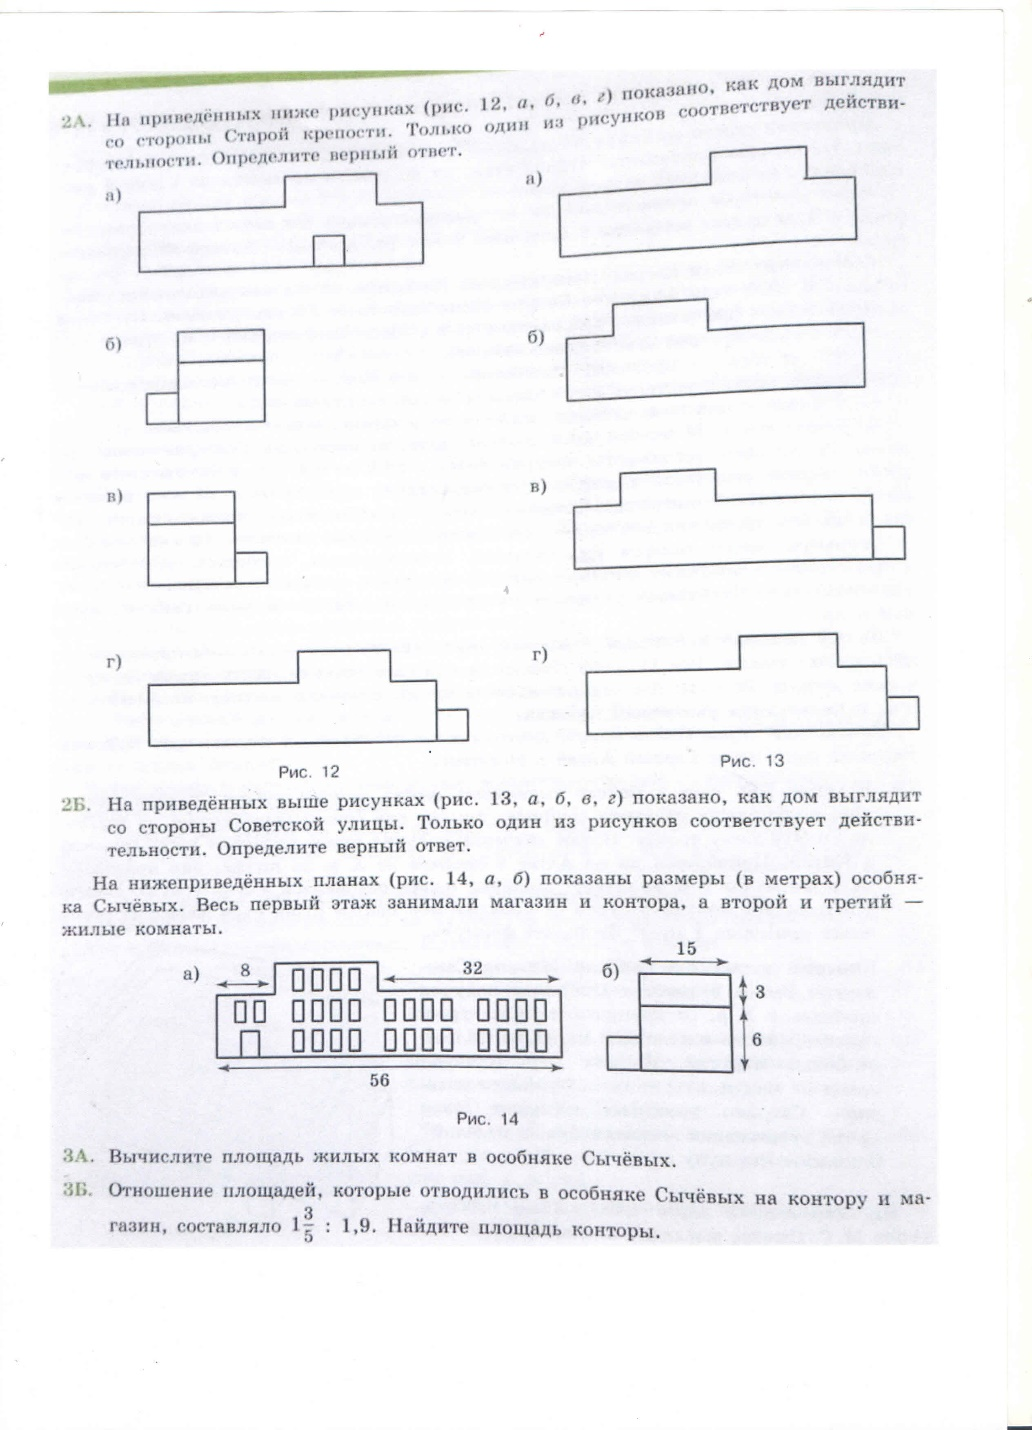 2А. На приведённых ниже рисунках (рис. 12, а, б, в, г) показано, как дом выглядит
со стороны Старой крепости. Только один из рисунков соответствует действи-
тельности. Определите верный ответ.
а)
а)
б)
б)
в)
в)
г)
г)
Рис. 12
Рис. 13
2Б. На приведённых выше рисунках (рис. 13, а, б, в, г) показано, как дом выглядит
со стороны Советской улицы. Только один из рисунков соответствует действи-
тельности. Определите верный ответ.
На нижеприведённых планах (рис. 14, а, б) показаны размеры (в метрах) особня-
ка Сычёвых. Весь первый этаж занимали магазин и контора, а второй и третий —
жилые комнаты.
а) 8 32
56
б) 15
3
6
Рис. 14
3А. Вычислите площадь жилых комнат в особняке Сычёвых.
3Б. Отношение площадей, которые отводились в особняке Сычёвых на контору и ма-
газин, составляло 1 3/5 : 1,9. Найдите площадь конторы.